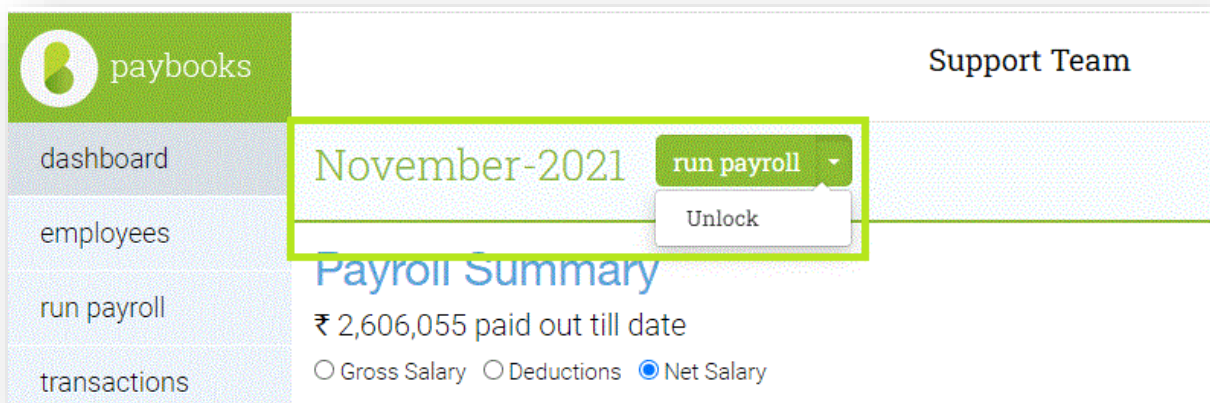 paybooks
Support Team
dashboard
November-2021 run payroll
Unlock
employees
Payroll Summary
run payroll
₹ 2,606,055 paid out till date
Gross Salary Deductions Net Salary
transactions